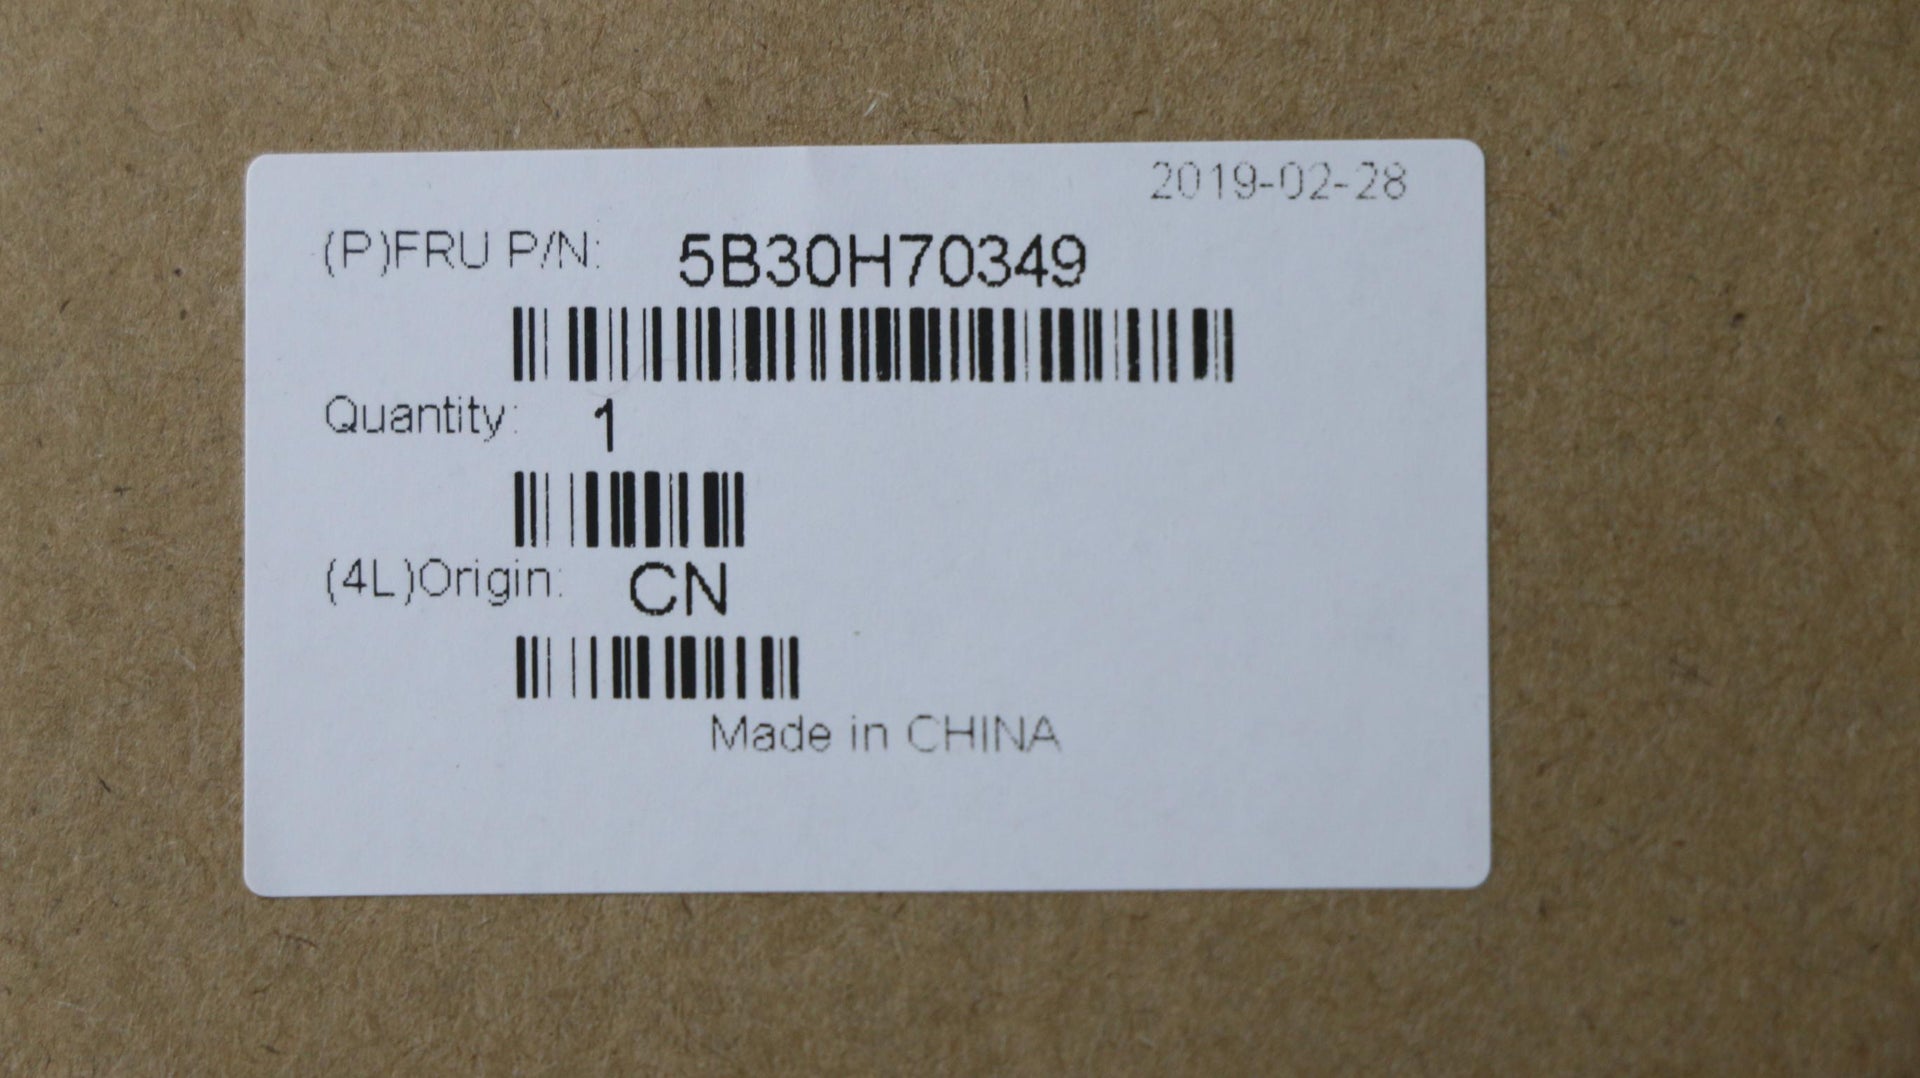 2019-02-28
(P)FRU P/N: 5B30H70349
Quantity: 1
(4L)Origin: CN
Made in CHINA